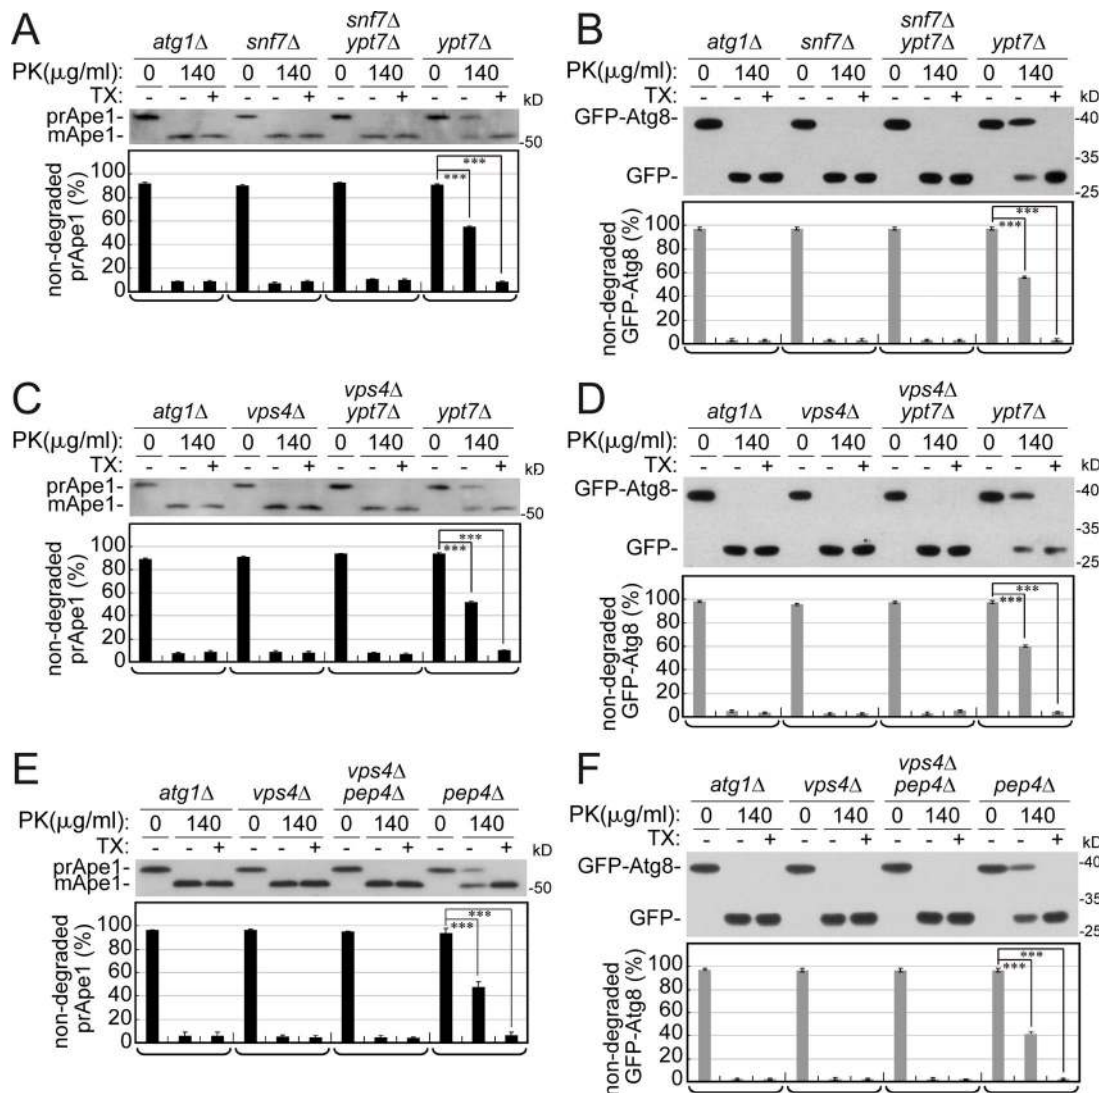 A
atg1Δ snf7Δ snf7Δ ypt7Δ ypt7Δ
PK(μg/ml): 0 140 0 140 0 140 0 140
TX: - - + - - + - - + - - + kD
prApe1-
mApe1- -50
*** ***
non-degraded prApe1 (%)
100 80 60 40 20 0
B
atg1Δ snf7Δ snf7Δ ypt7Δ ypt7Δ
PK(μg/ml): 0 140 0 140 0 140 0 140
TX: - - + - - + - - + - - + kD
GFP-Atg8- -40
-35
GFP- -25
*** ***
non-degraded GFP-Atg8 (%)
100 80 60 40 20 0
C
atg1Δ vps4Δ vps4Δ ypt7Δ ypt7Δ
PK(μg/ml): 0 140 0 140 0 140 0 140
TX: - - + - - + - - + - - + kD
prApe1-
mApe1- -50
*** ***
non-degraded prApe1 (%)
100 80 60 40 20 0
D
atg1Δ vps4Δ vps4Δ ypt7Δ ypt7Δ
PK(μg/ml): 0 140 0 140 0 140 0 140
TX: - - + - - + - - + - - + kD
GFP-Atg8- -40
-35
GFP- -25
*** ***
non-degraded GFP-Atg8 (%)
100 80 60 40 20 0
E
atg1Δ vps4Δ vps4Δ pep4Δ pep4Δ
PK(μg/ml): 0 140 0 140 0 140 0 140
TX: - - + - - + - - + - - + kD
prApe1-
mApe1- -50
*** ***
non-degraded prApe1 (%)
100 80 60 40 20 0
F
atg1Δ vps4Δ vps4Δ pep4Δ pep4Δ
PK(μg/ml): 0 140 0 140 0 140 0 140
TX: - - + - - + - - + - - + kD
GFP-Atg8- -40
-35
GFP- -25
*** ***
non-degraded GFP-Atg8 (%)
100 80 60 40 20 0